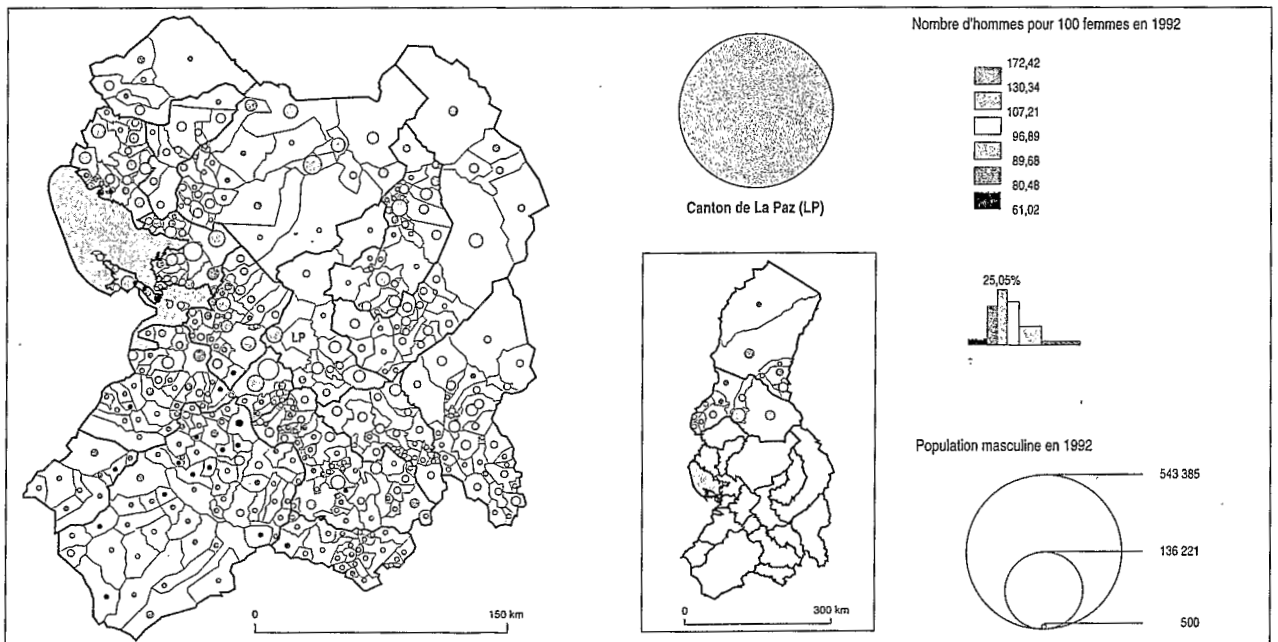 Nombre d'hommes pour 100 femmes en 1992
172,42
130,34
107,21
96,89
89,68
80,48
61,02
Canton de La Paz (LP)
LP
25,05%
Population masculine en 1992
543 385
136 221
500
0
150 km
0
300 km